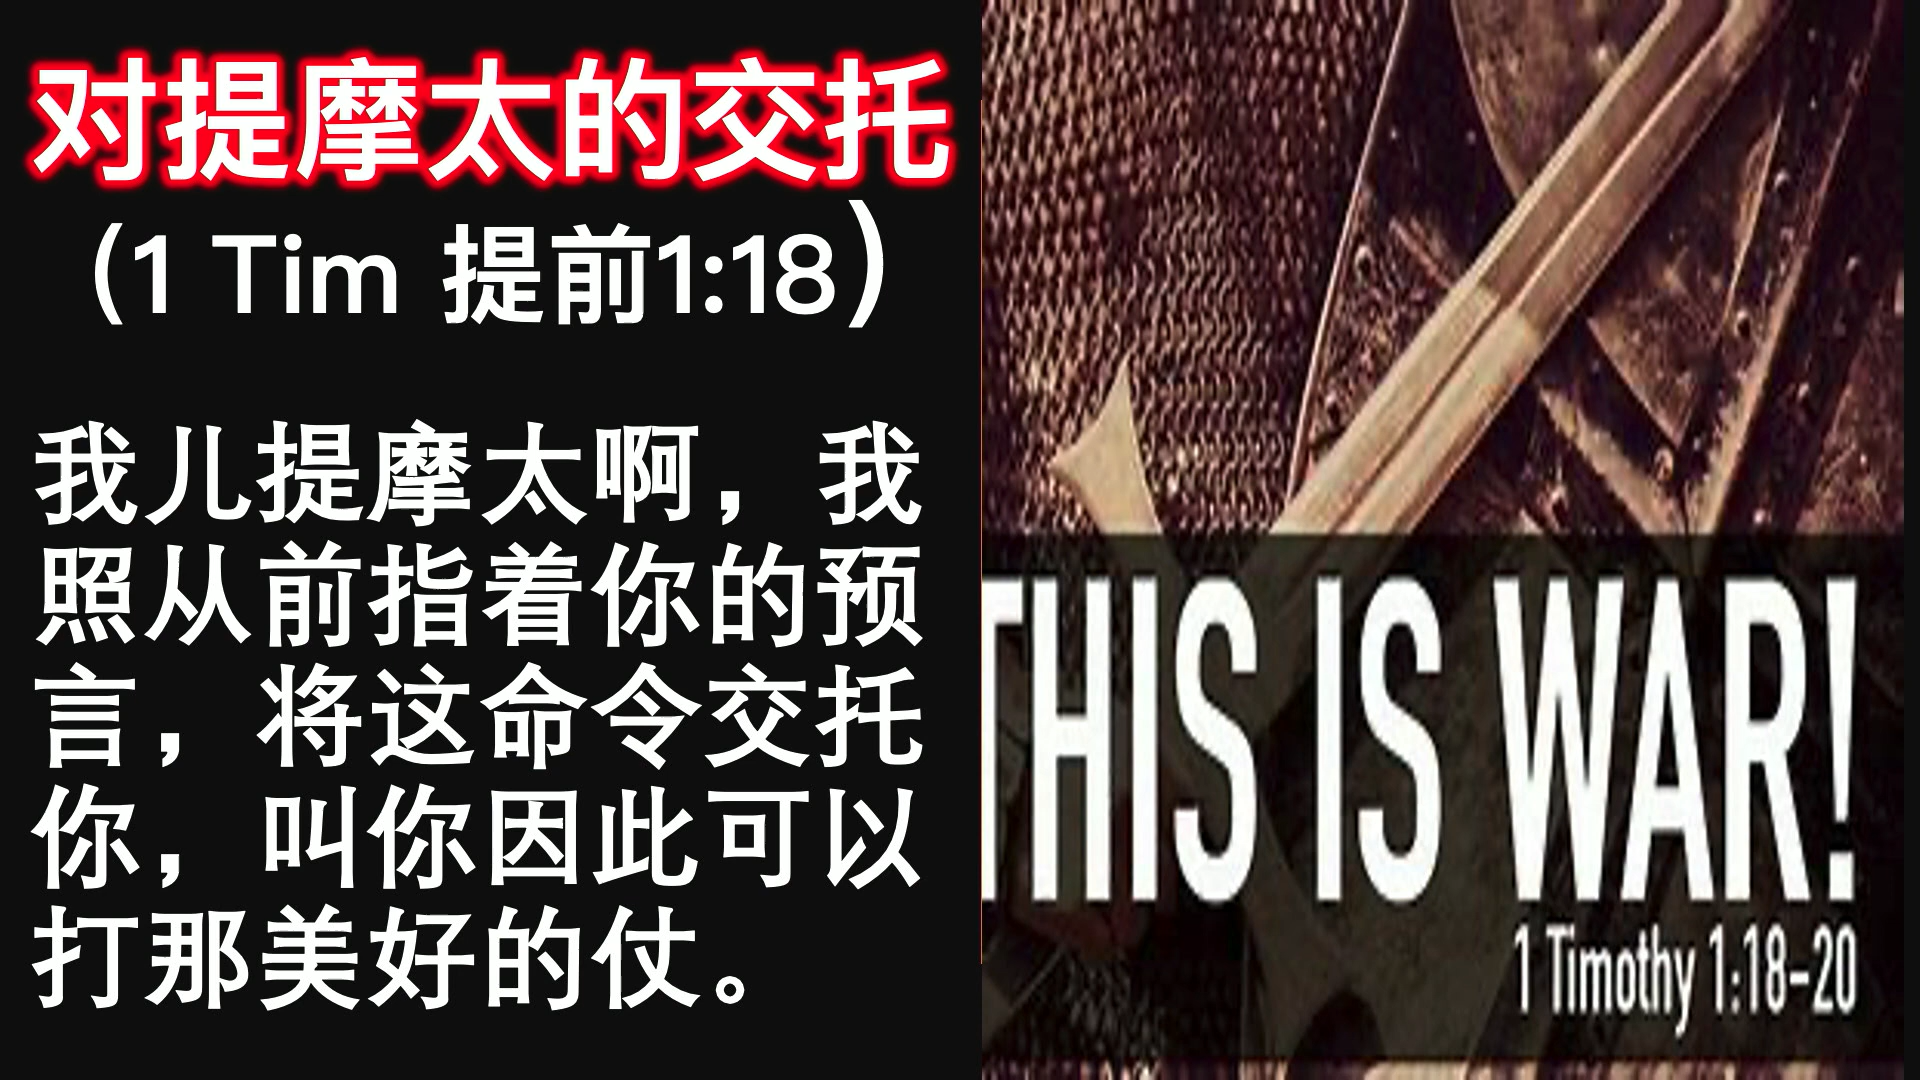 对提摩太的交托
（1 Tim 提前1:18）
我儿提摩太啊，我
照从前指着你的预
言，将这命令交托
你，叫你因此可以
打那美好的仗。
THIS IS WAR!
1 Timothy 1:18-20